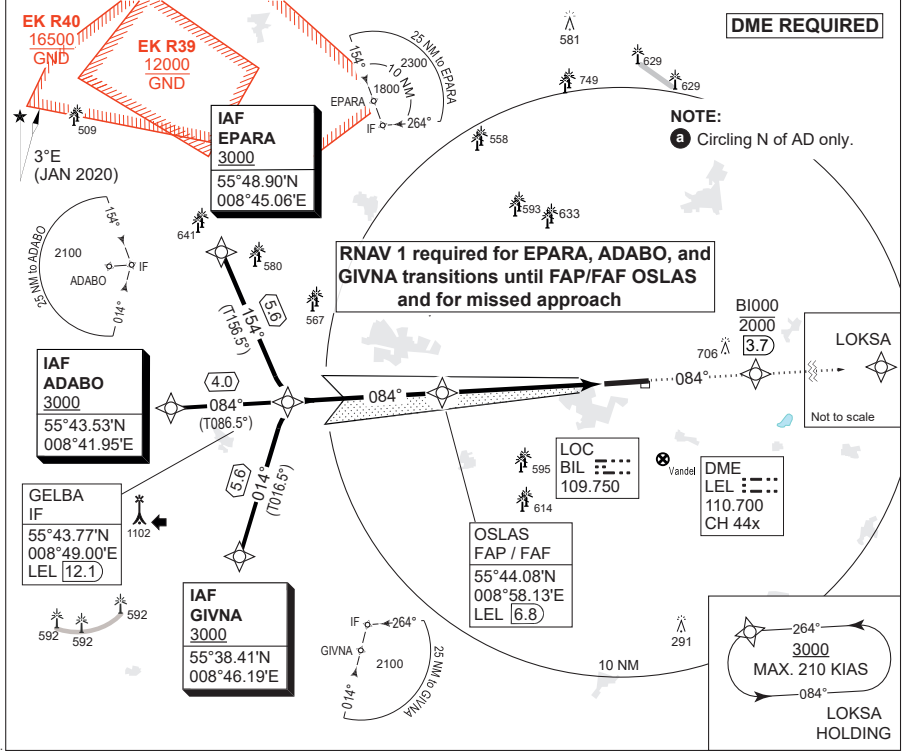 EK R40
16500
GND
EK R39
12000
GND
DME REQUIRED
581
629
629
749
25 NM to EPARA
154°
10 NM
2300
1800
EPARA
IF
264°
509
3°E
(JAN 2020)
IAF
EPARA
3000
55°48.90'N
008°45.06'E
558
NOTE:
a Circling N of AD only.
25 NM to ADABO
154°
2100
ADABO
IF
014°
641
580
567
593
633
RNAV 1 required for EPARA, ADABO, and
GIVNA transitions until FAP/FAF OSLAS
and for missed approach
5.6
154°
(T156.5°)
BI000
2000
3.7
706
084°
LOKSA
Not to scale
IAF
ADABO
3000
55°43.53'N
008°41.95'E
4.0
084°
(T086.5°)
084°
5.6
014°
(T016.5°)
GELBA
IF
55°43.77'N
008°49.00'E
LEL 12.1
1102
592
592
592
IAF
GIVNA
3000
55°38.41'N
008°46.19'E
595
614
LOC
BIL
109.750
Vandel
DME
LEL
110.700
CH 44x
OSLAS
FAP / FAF
55°44.08'N
008°58.13'E
LEL 6.8
IF
264°
GIVNA
2100
014°
25 NM to GIVNA
10 NM
291
264°
3000
MAX. 210 KIAS
084°
LOKSA
HOLDING